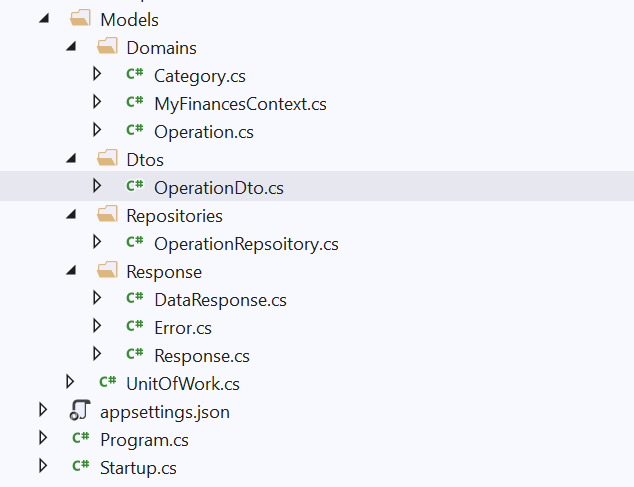 Models
Domains
C# Category.cs
C# MyFinancesContext.cs
C# Operation.cs
Dtos
C# OperationDto.cs
Repositories
C# OperationRepsoitory.cs
Response
C# DataResponse.cs
C# Error.cs
C# Response.cs
C# UnitOfWork.cs
appsettings.json
C# Program.cs
C# Startup.cs